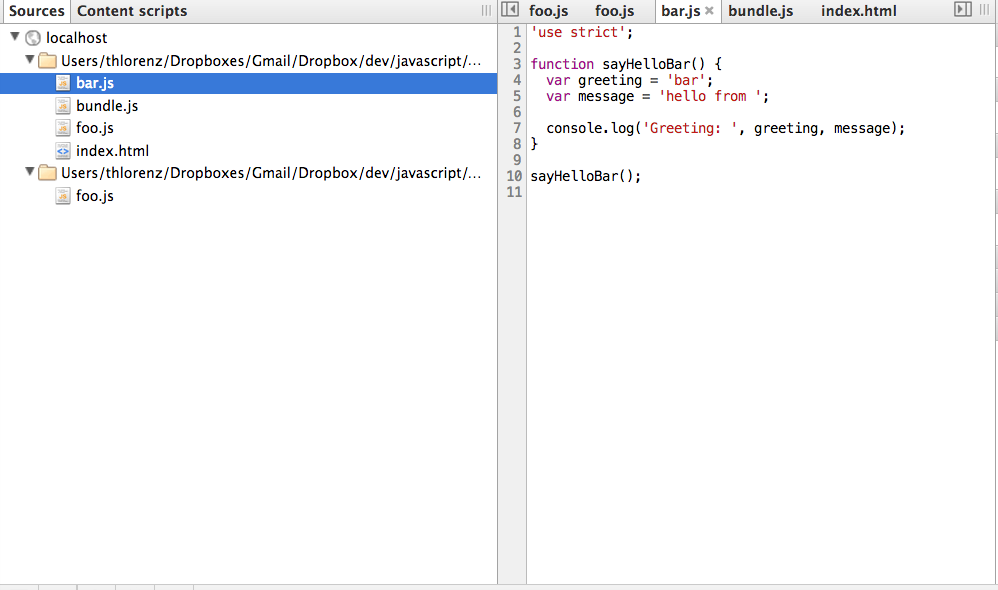 Sources Content scripts
localhost
Users/thlorenz/Dropboxes/Gmail/Dropbox/dev/javascript/...
bar.js
bundle.js
foo.js
index.html
Users/thlorenz/Dropboxes/Gmail/Dropbox/dev/javascript/...
foo.js
foo.js foo.js bar.js × bundle.js index.html
1 'use strict';
2
3 function sayHelloBar() {
4   var greeting = 'bar';
5   var message = 'hello from ';
6
7   console.log('Greeting: ', greeting, message);
8 }
9
10 sayHelloBar();
11